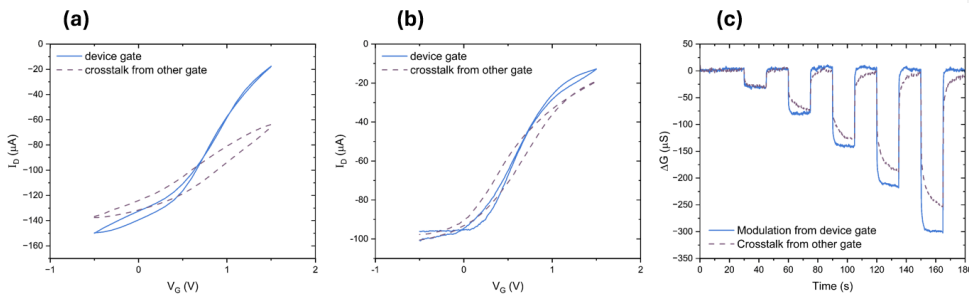 (a)
(b)
(c)
0
-20
-40
-60
-80
-100
-120
-140
-160
I_D (μA)
device gate
crosstalk from other gate
-1
0
1
2
V_G (V)
0
-20
-40
-60
-80
-100
I_D (μA)
device gate
crosstalk from other gate
-1
0
1
2
V_G (V)
50
0
-50
-100
-150
-200
-250
-300
-350
ΔG (μS)
Modulation from device gate
Crosstalk from other gate
0 20 40 60 80 100 120 140 160 180
Time (s)